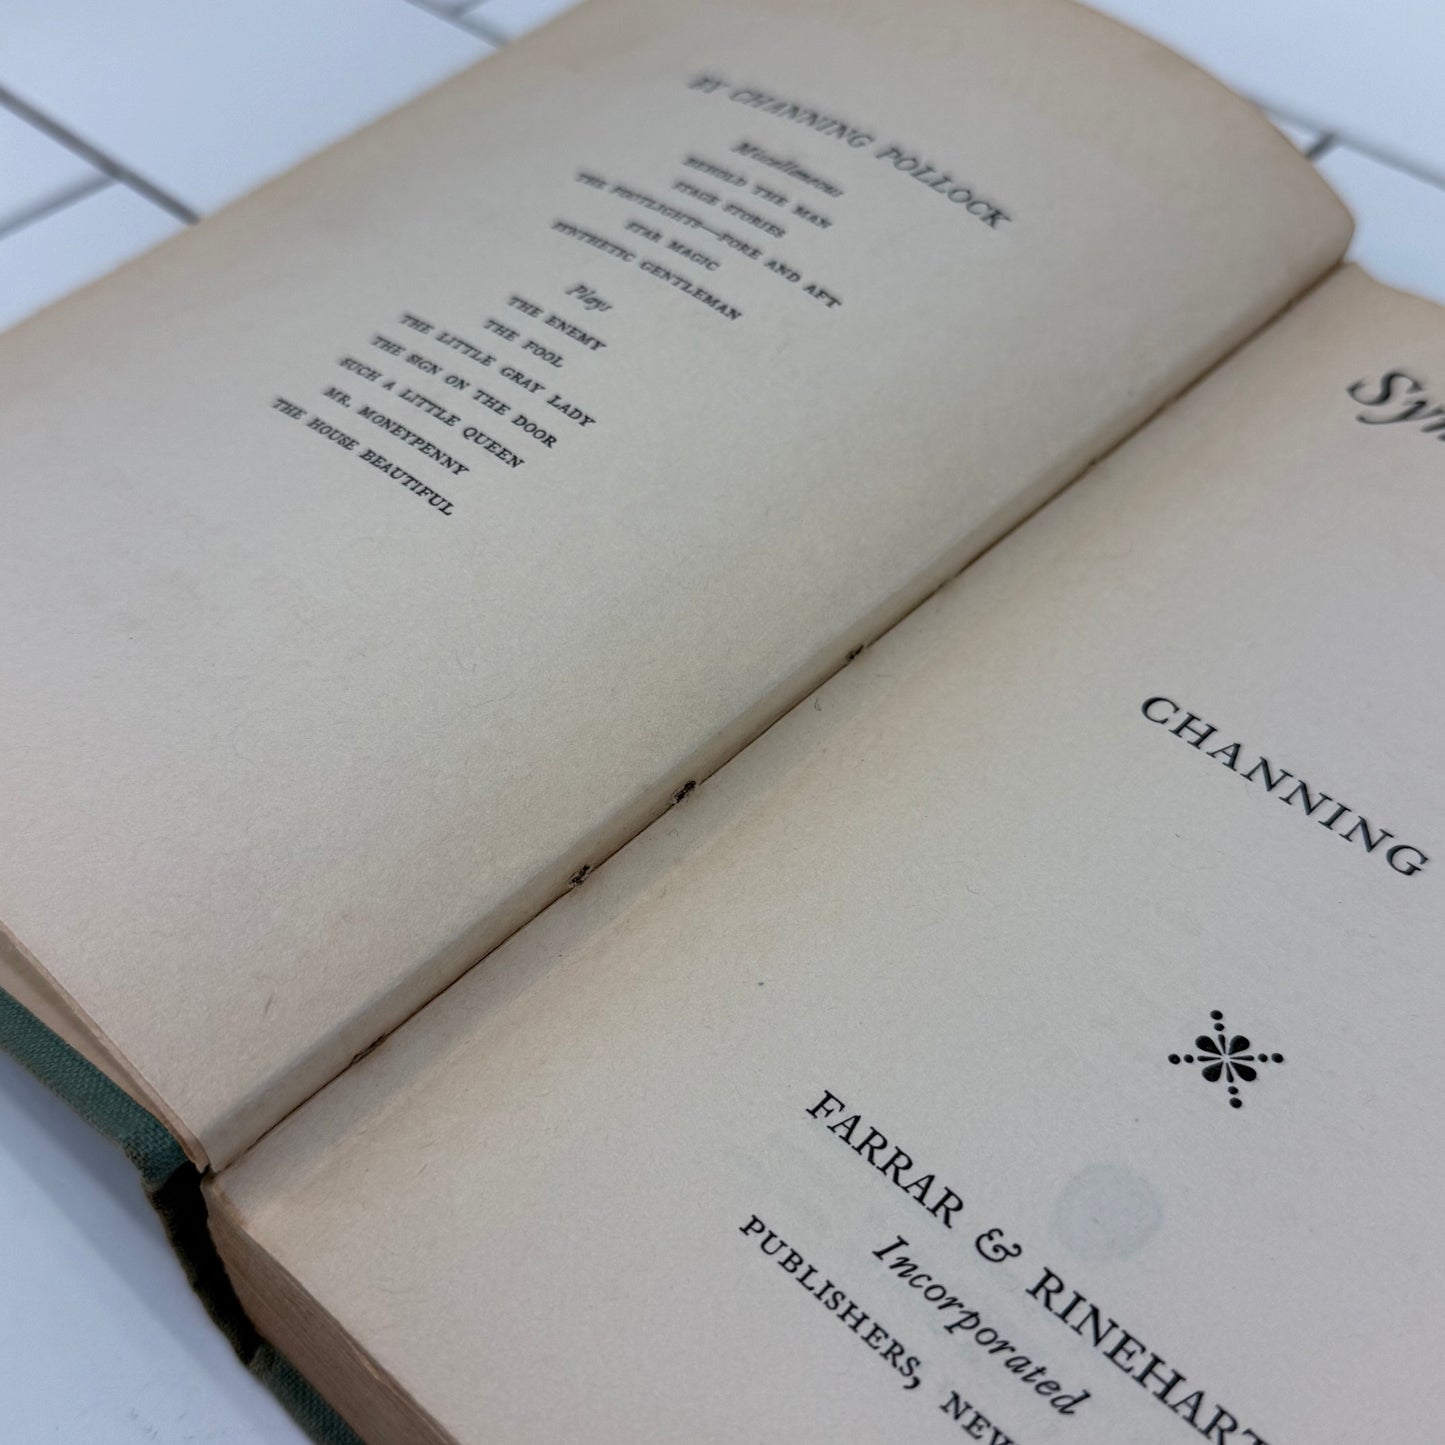 BY CHANNING POLLOCK
Miscellaneous
BEHOLD THE MAN
STAGE STORIES
THE FOOTLIGHTS—FORE AND AFT
STAR MAGIC
SYNTHETIC GENTLEMAN
Plays
THE ENEMY
THE FOOL
THE LITTLE GRAY LADY
THE SIGN ON THE DOOR
SUCH A LITTLE QUEEN
MR. MONEYPENNY
THE HOUSE BEAUTIFUL
Syn
CHANNING
FARRAR & RINEHART
Incorporated
PUBLISHERS, NEW